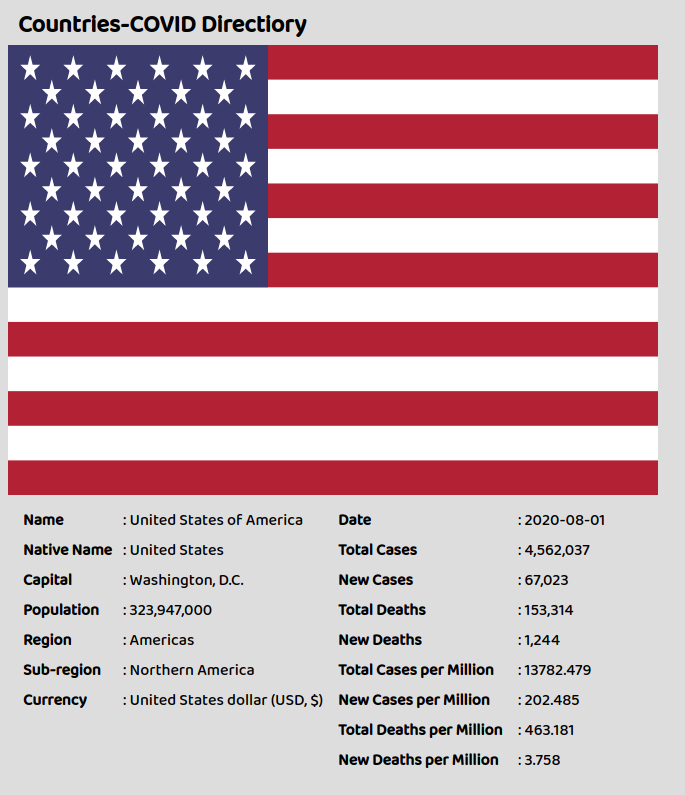 Countries-COVID Directiory
Name : United States of America
Native Name : United States
Capital : Washington, D.C.
Population : 323,947,000
Region : Americas
Sub-region : Northern America
Currency : United States dollar (USD, $)
Date : 2020-08-01
Total Cases : 4,562,037
New Cases : 67,023
Total Deaths : 153,314
New Deaths : 1,244
Total Cases per Million : 13782.479
New Cases per Million : 202.485
Total Deaths per Million : 463.181
New Deaths per Million : 3.758